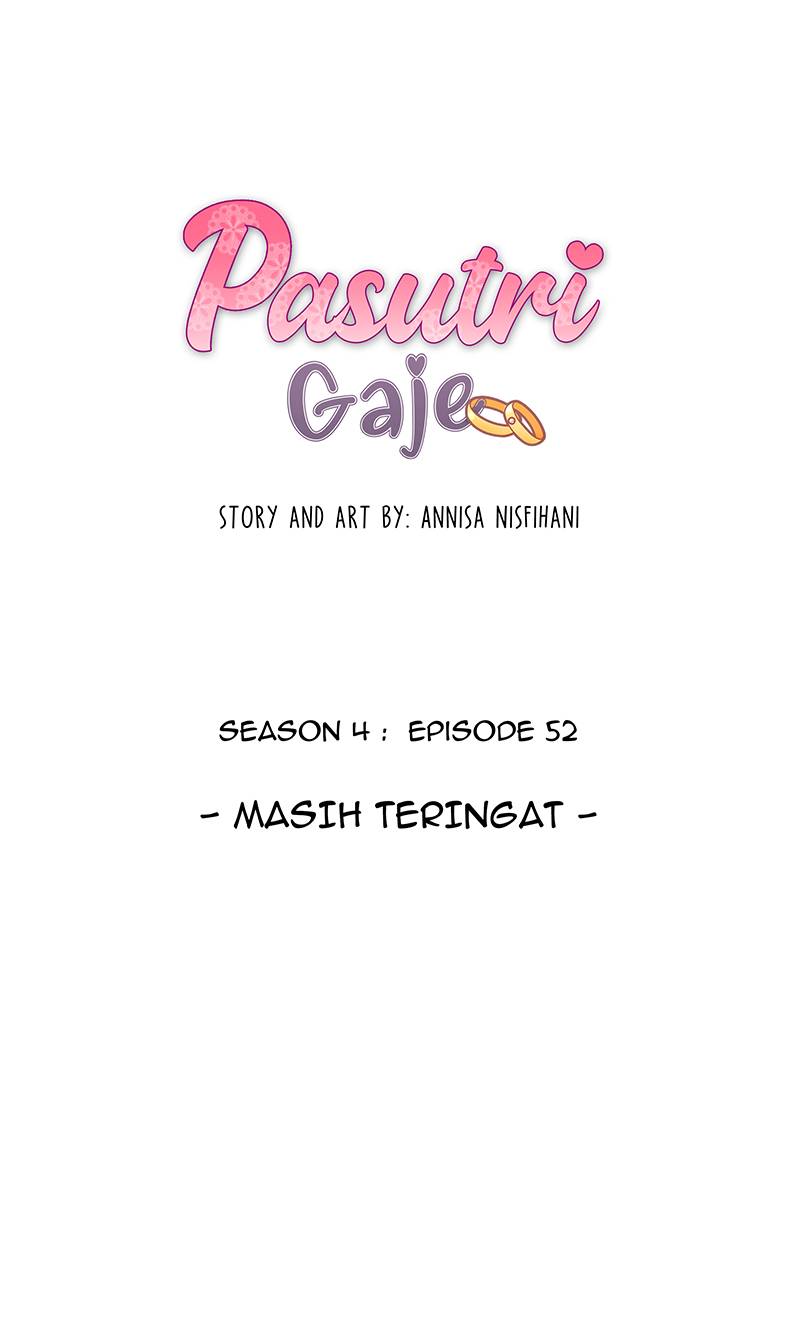 Pasutri
Gaje
STORY AND ART BY: ANNISA NISFIHANI
SEASON 4 : EPISODE 52
- MASIH TERINGAT -